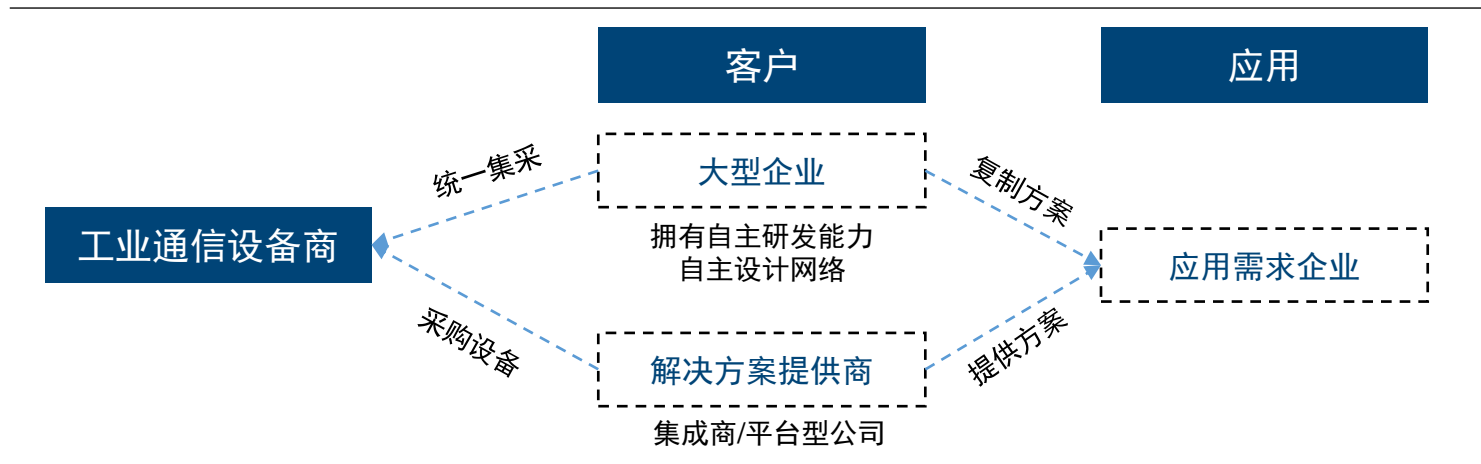 客户
应用
统一集采
大型企业
复制方案
工业通信设备商
拥有自主研发能力
自主设计网络
应用需求企业
采购设备
解决方案提供商
提供方案
集成商/平台型公司